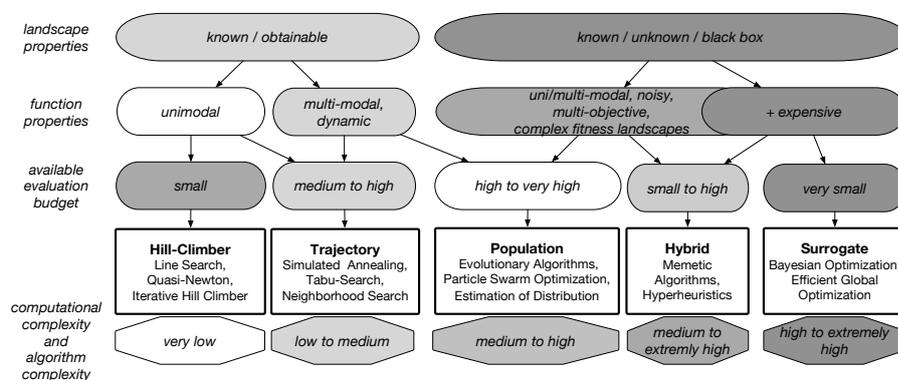 landscape
properties
known / obtainable
known / unknown / black box
function
properties
unimodal
multi-modal,
dynamic
uni/multi-modal, noisy,
multi-objective,
complex fitness landscapes
+ expensive
available
evaluation
budget
small
medium to high
high to very high
small to high
very small
Hill-Climber
Line Search,
Quasi-Newton,
Iterative Hill Climber
Trajectory
Simulated Annealing,
Tabu-Search,
Neighborhood Search
Population
Evolutionary Algorithms,
Particle Swarm Optimization,
Estimation of Distribution
Hybrid
Memetic
Algorithms,
Hyperheuristics
Surrogate
Bayesian Optimization
Efficient Global
Optimization
computational
complexity
and
algorithm
complexity
very low
low to medium
medium to high
medium to
extremly high
high to extremely
high